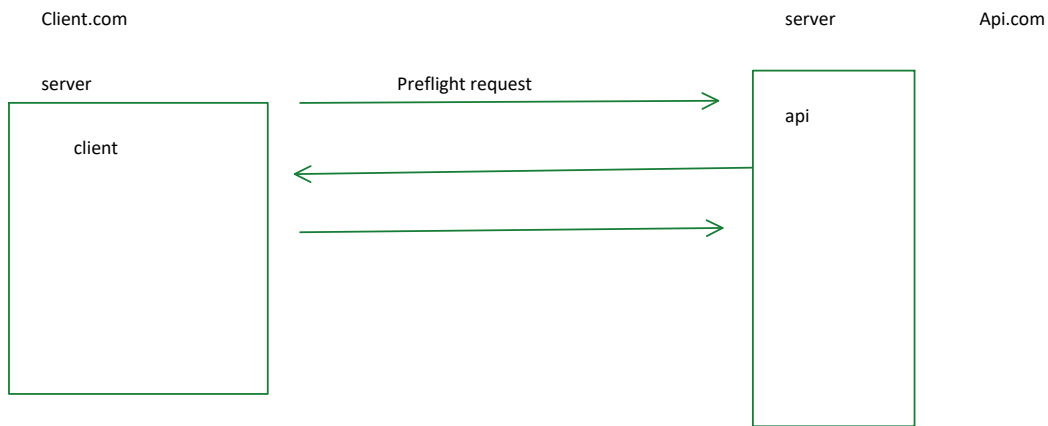 Client.com
server
Api.com
server
Preflight request
api
client